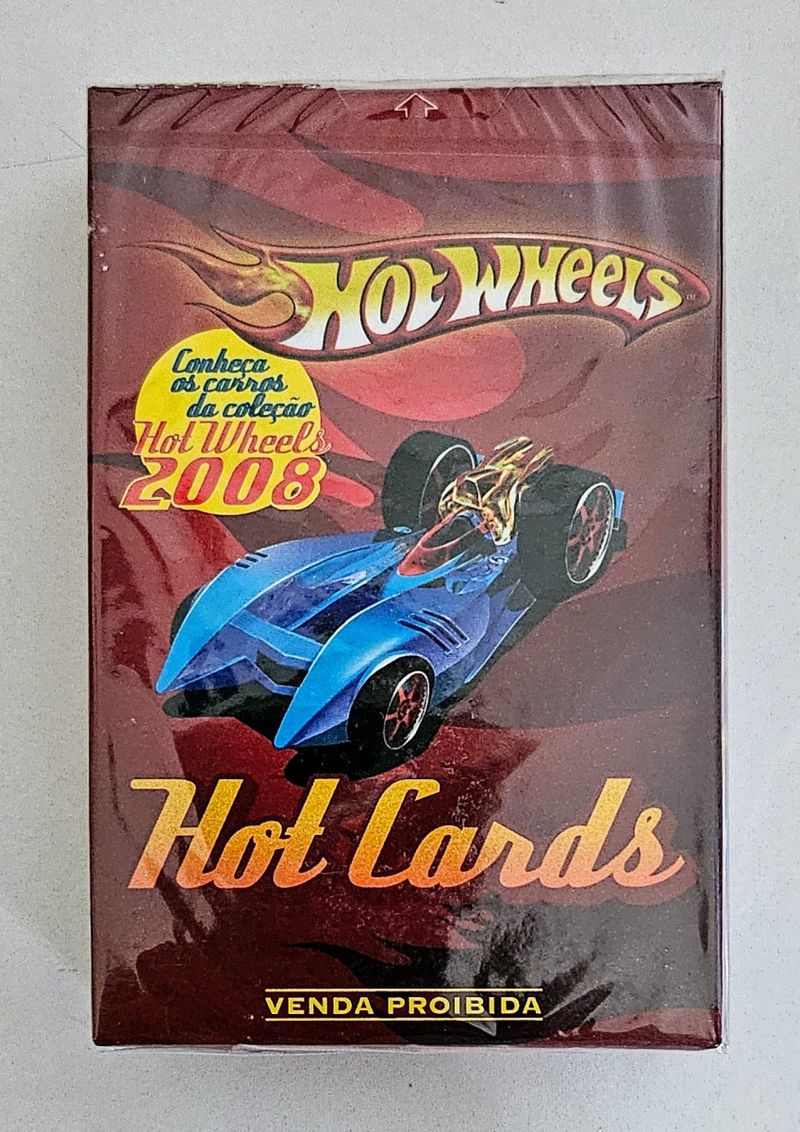 Hot Wheels
Conheça
os carros
da coleção
Hot Wheels
2008
Hot Cards
VENDA PROIBIDA